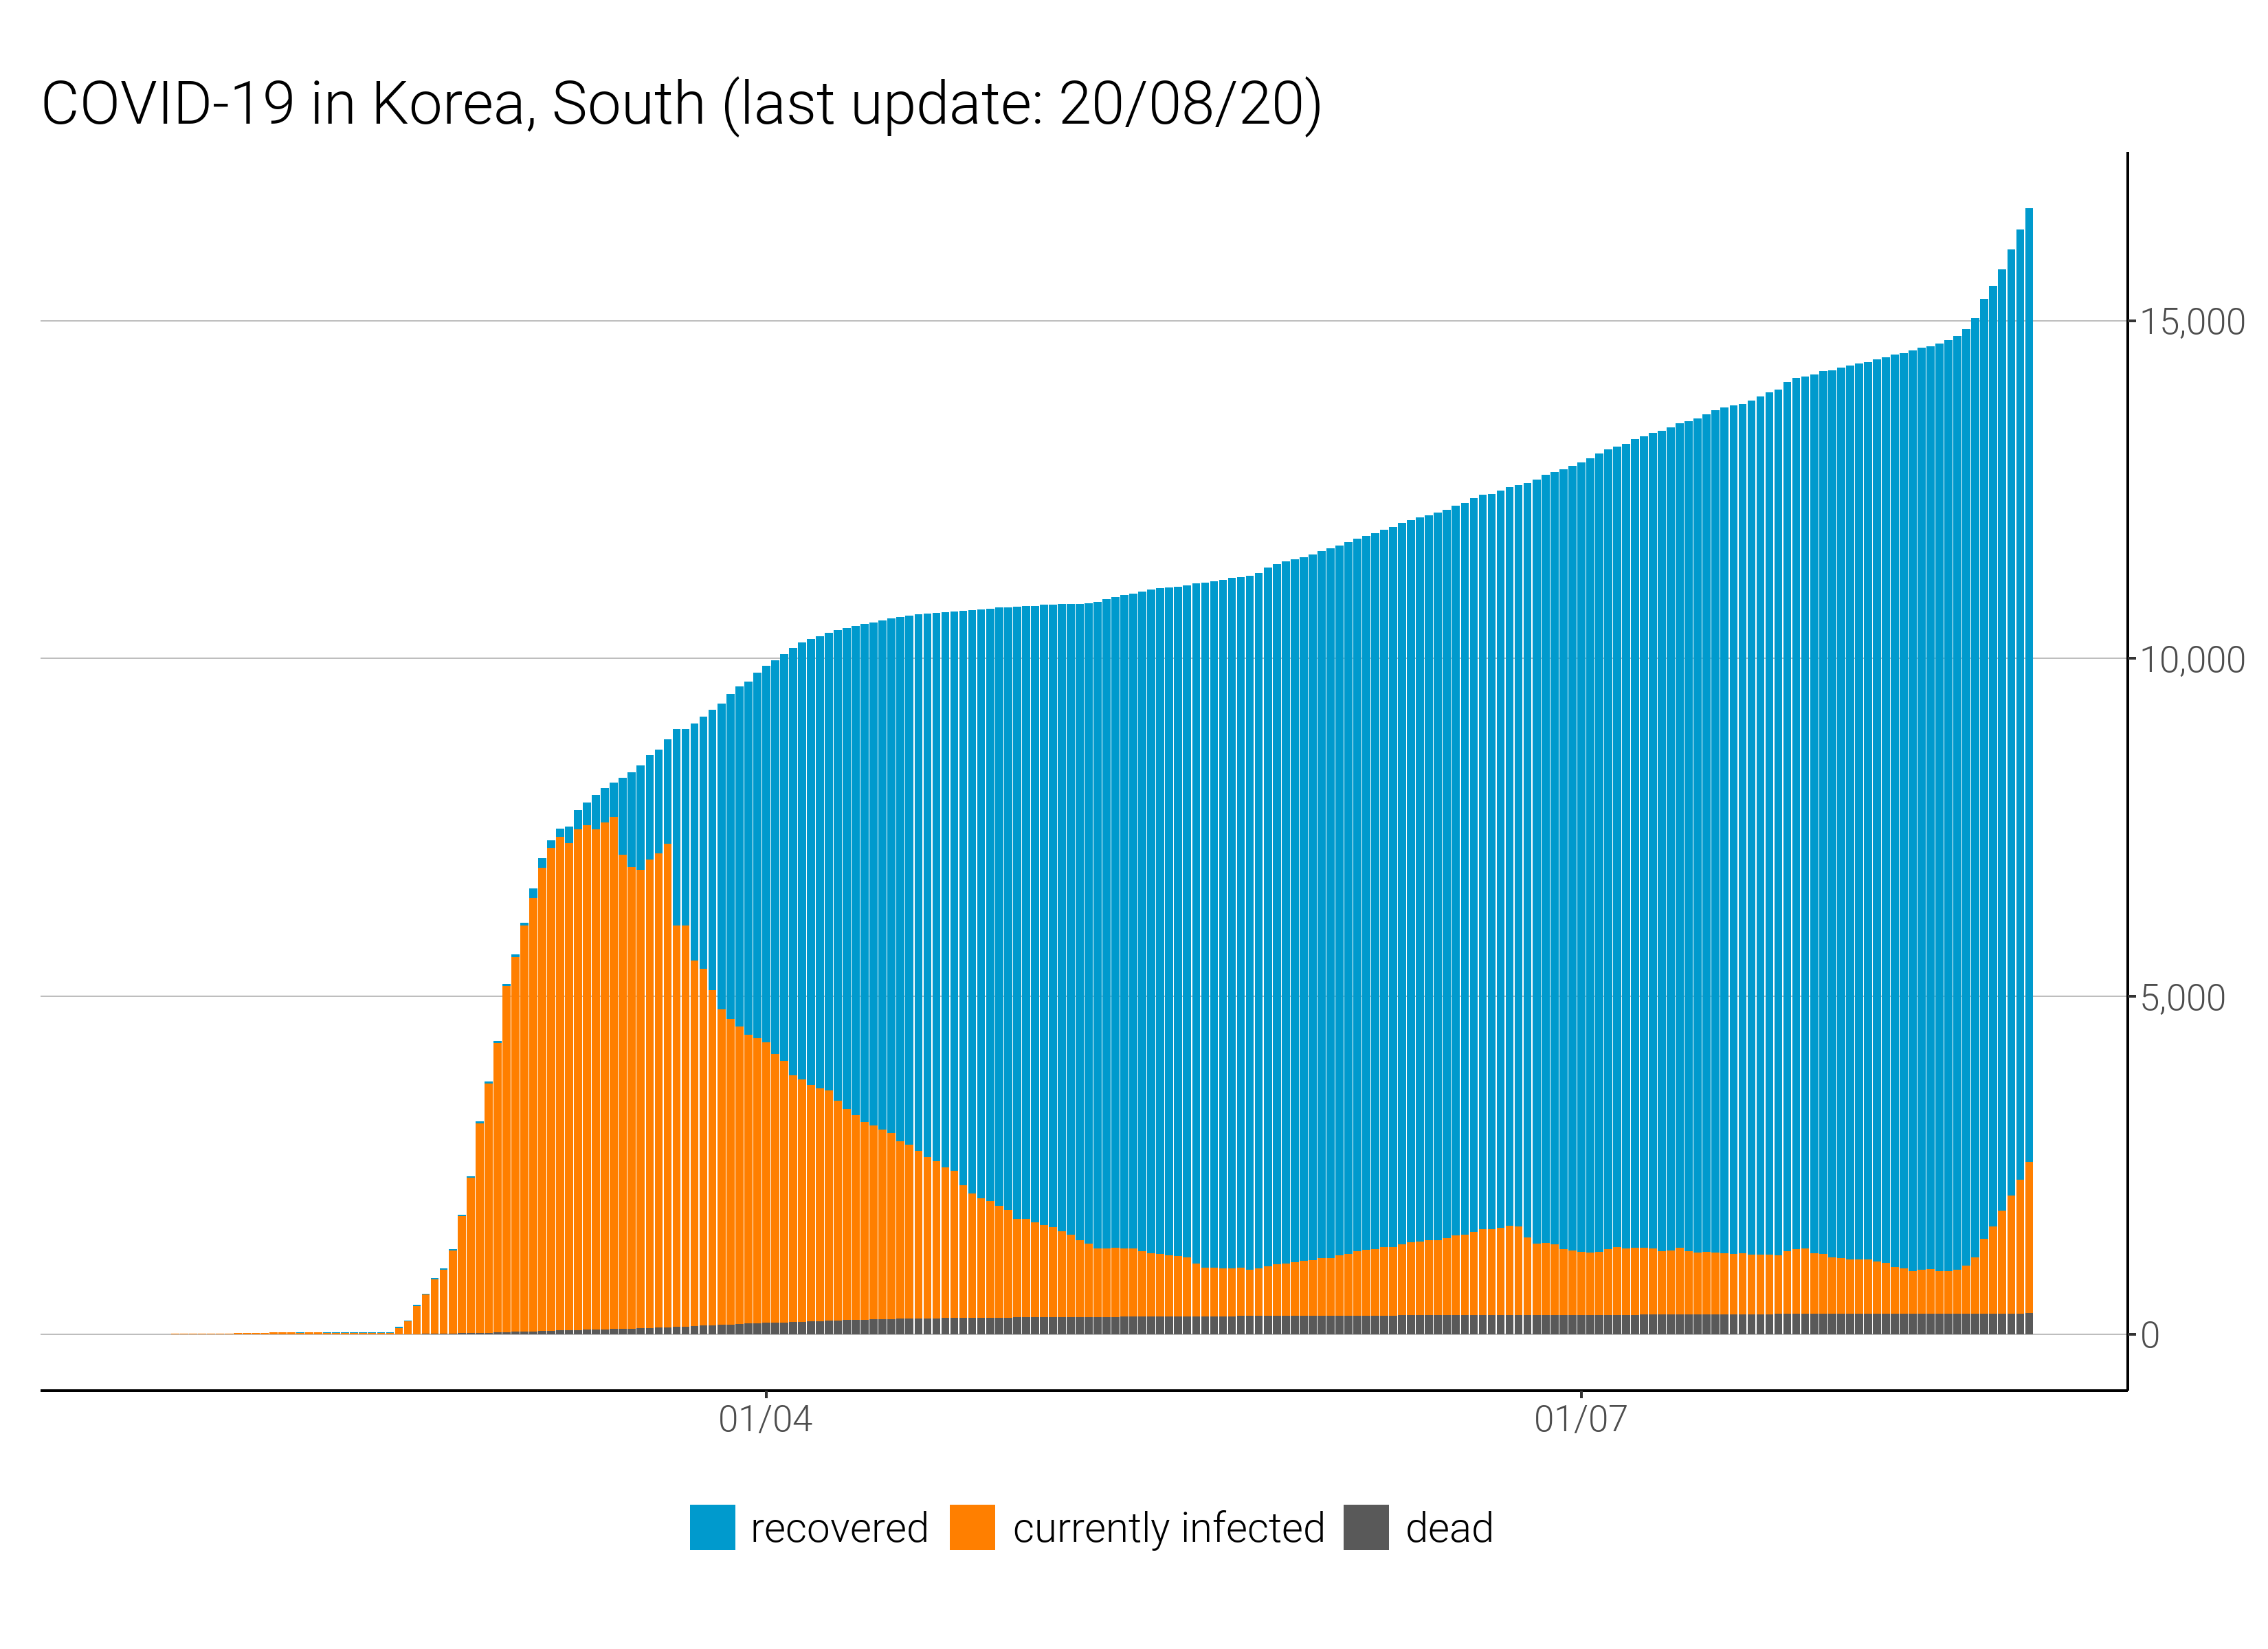 COVID-19 in Korea, South (last update: 20/08/20)
15,000
10,000
5,000
0
01/04 01/07
recovered currently infected dead